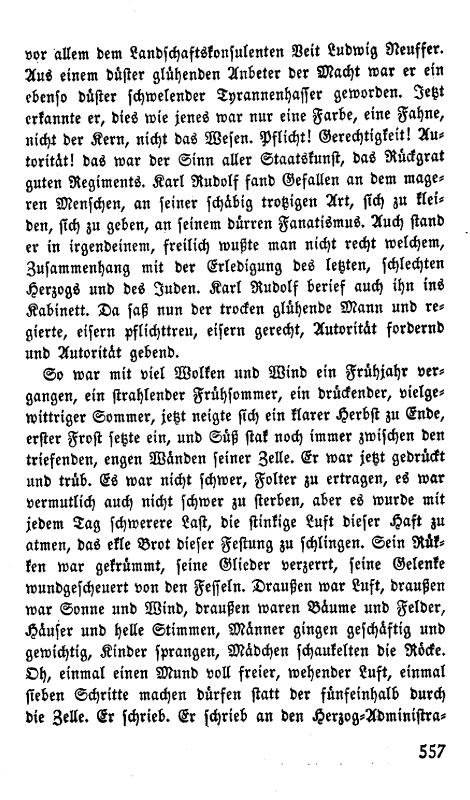 vor allem dem Landschaftskonsulenten Veit Ludwig Neuffer.
Aus einem düster glühenden Anbeter der Macht war er ein
ebenso düster schwelender Tyrannenhasser geworden. Jetzt
erkannte er, dies wie jenes war nur eine Farbe, eine Fahne,
nicht der Kern, nicht das Wesen. Pflicht! Gerechtigkeit! Au-
torität! das war der Sinn aller Staatskunst, das Rückgrat
guten Regiments. Karl Rudolf fand Gefallen an dem mage-
ren Menschen, an seiner schäbig trotzigen Art, sich zu klei-
den, sich zu geben, an seinem dürren Fanatismus. Auch stand
er in irgendeinem, freilich wußte man nicht recht welchem,
Zusammenhang mit der Erledigung des letzten, schlechten
Herzogs und des Juden. Karl Rudolf berief auch ihn ins
Kabinett. Da saß nun der trocken glühende Mann und re-
gierte, eisern pflichttreu, eisern gerecht, Autorität fordernd
und Autorität gebend.
So war mit viel Wolken und Wind ein Frühjahr ver-
gangen, ein strahlender Frühsommer, ein drückender, vielge-
wittriger Sommer, jetzt neigte sich ein klarer Herbst zu Ende,
erster Frost setzte ein, und Süß stak noch immer zwischen den
triefenden, engen Wänden seiner Zelle. Er war jetzt gedrückt
und trüb. Es war nicht schwer, Folter zu ertragen, es war
vermutlich auch nicht schwer zu sterben, aber es wurde mit
jedem Tag schwerere Last, die stinkige Luft dieser Haft zu
atmen, das ekle Brot dieser Festung zu schlingen. Sein Rük-
ken war gekrümmt, seine Glieder verzerrt, seine Gelenke
wundgescheuert von den Fesseln. Draußen war Luft, draußen
war Sonne und Wind, draußen waren Bäume und Felder,
Häuser und helle Stimmen, Männer gingen geschäftig und
gewichtig, Kinder sprangen, Mädchen schaukelten die Röcke.
Oh, einmal einen Mund voll freier, wehender Luft, einmal
sieben Schritte machen dürfen statt der fünfeinhalb durch
die Zelle. Er schrieb. Er schrieb an den Herzog-Administra-
557